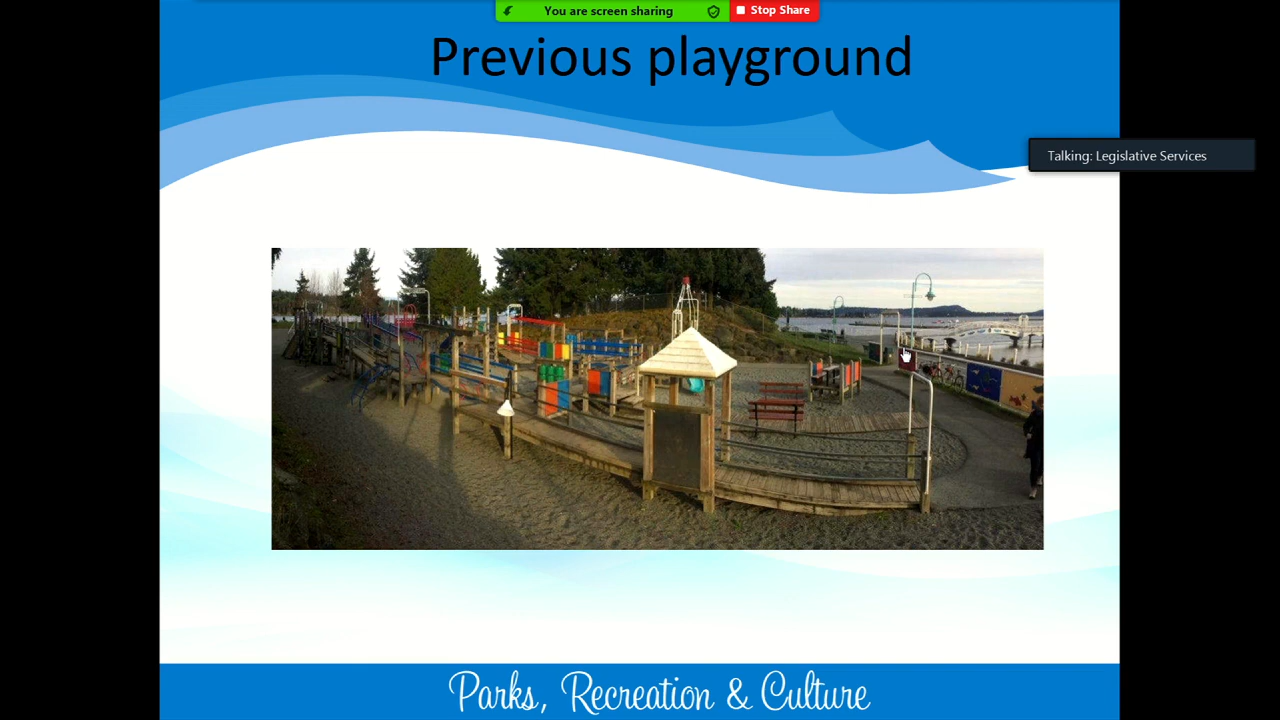 You are screen sharing
Stop Share
Previous playground
Talking: Legislative Services
Parks, Recreation & Culture